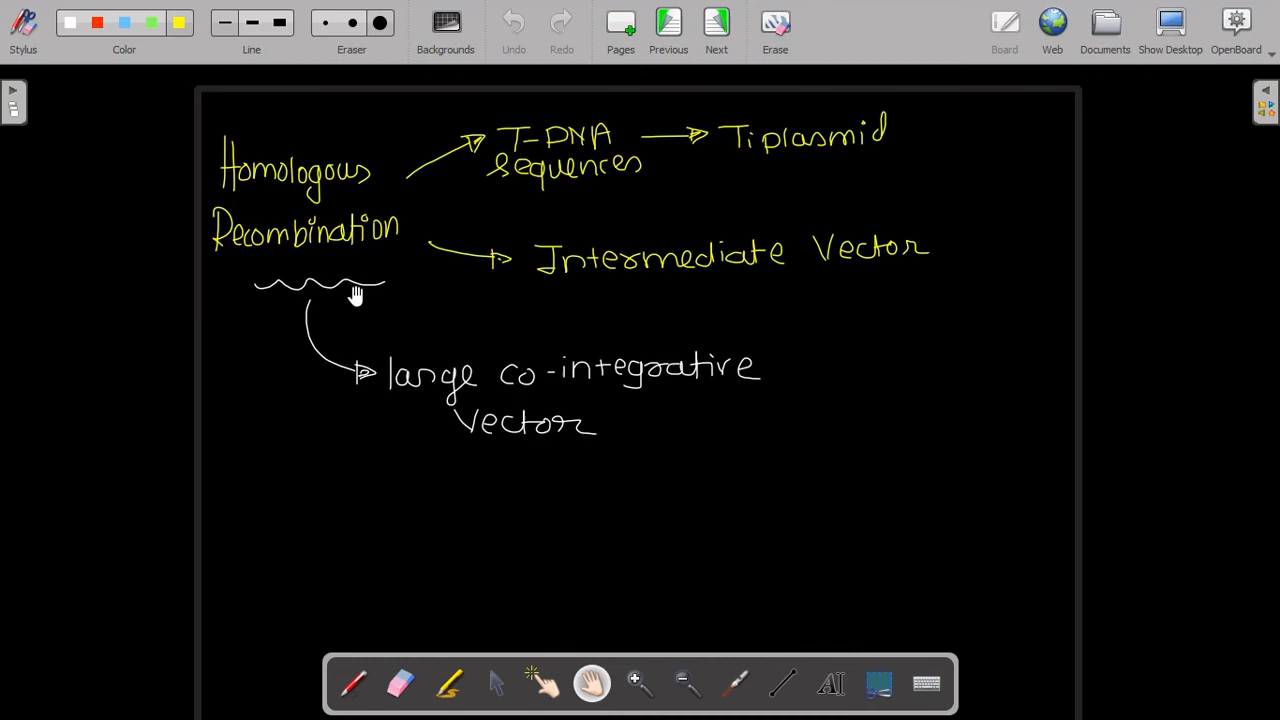 Stylus
Color
Line
Eraser
Backgrounds
Undo
Redo
Pages
Previous
Next
Erase
Board
Web
Documents
Show Desktop
OpenBoard
T-DNA
sequences
Ti plasmid
Homologous
Recombination
Intermediate Vector
large co-integrative
Vector